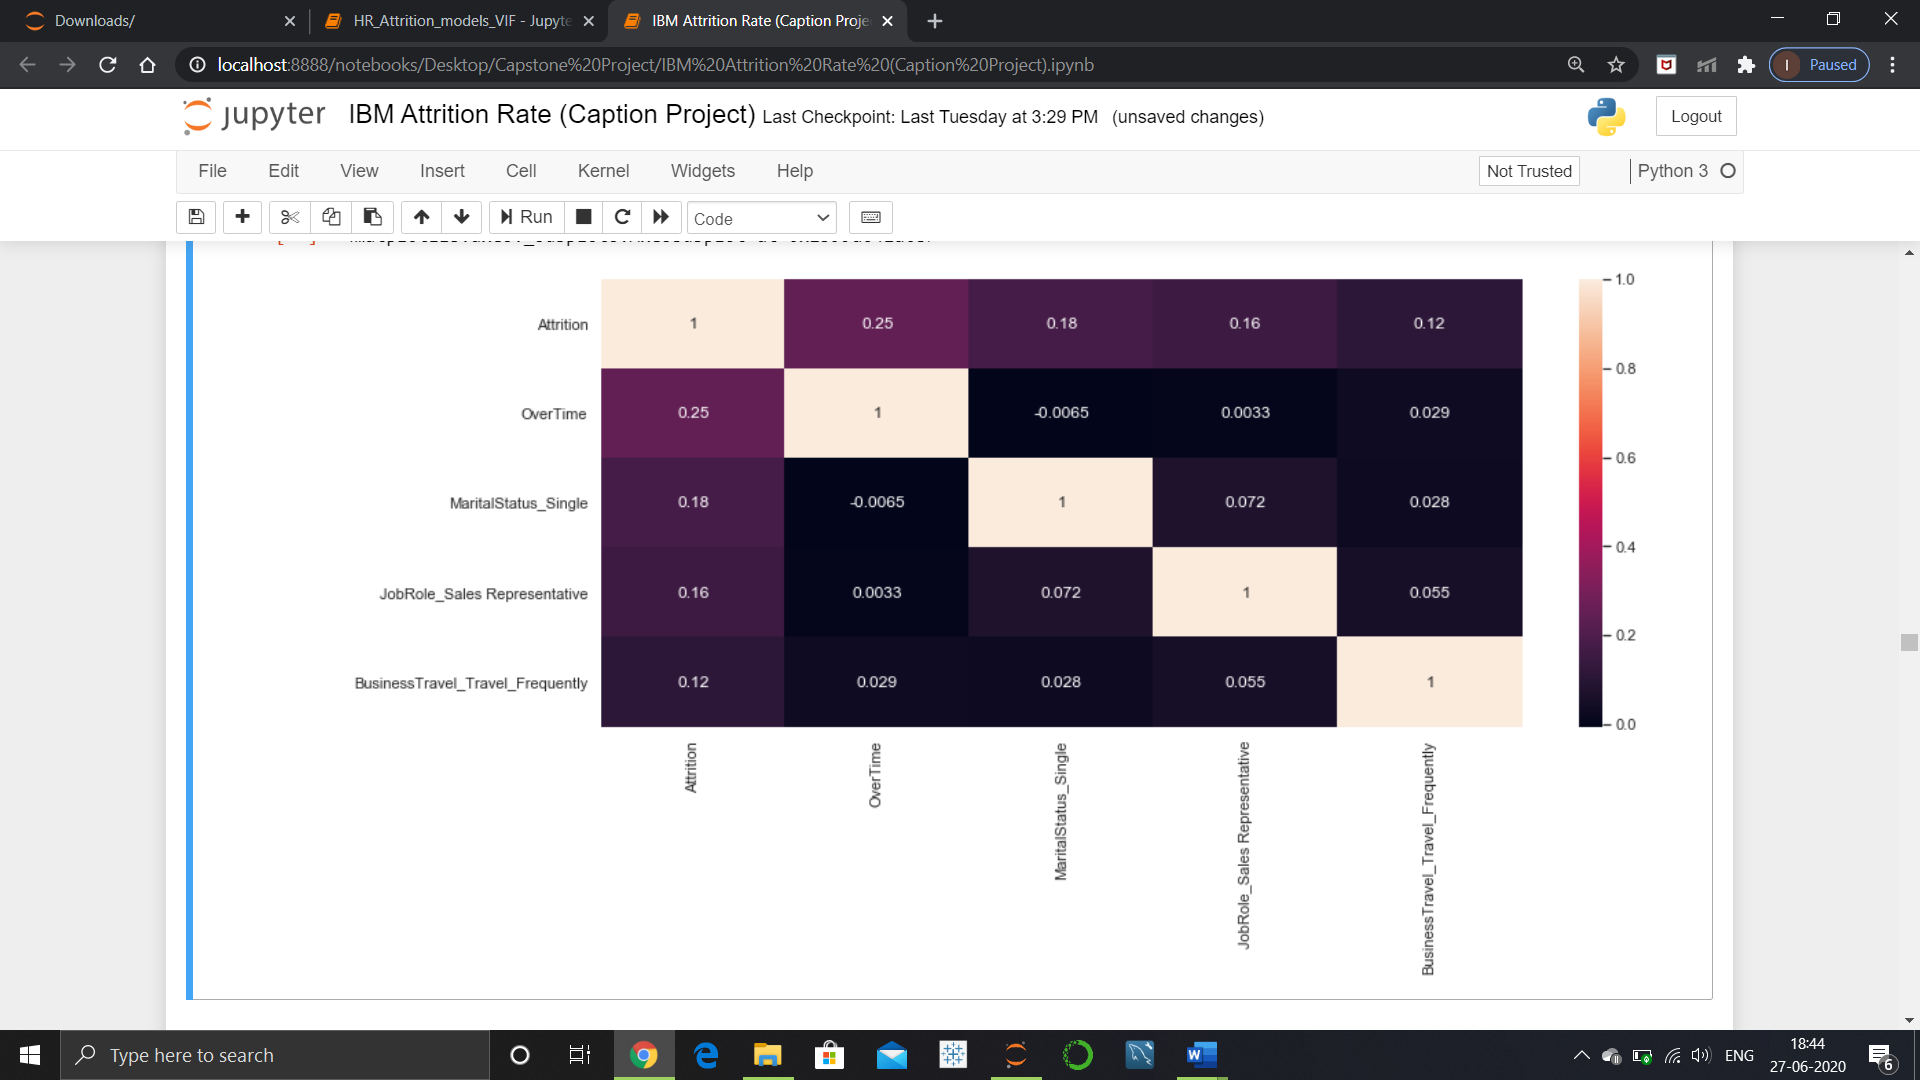 Downloads/
HR_Attrition_models_VIF - Jupyte
IBM Attrition Rate (Caption Proje
localhost:8888/notebooks/Desktop/Capstone%20Project/IBM%20Attrition%20Rate%20(Caption%20Project).ipynb
I Paused
jupyter IBM Attrition Rate (Caption Project) Last Checkpoint: Last Tuesday at 3:29 PM (unsaved changes)
Logout
File Edit View Insert Cell Kernel Widgets Help
Not Trusted
Python 3
Run
Code
Attrition 1 0.25 0.18 0.16 0.12
OverTime 0.25 1 -0.0065 0.0033 0.029
MaritalStatus_Single 0.18 -0.0065 1 0.072 0.028
JobRole_Sales Representative 0.16 0.0033 0.072 1 0.055
BusinessTravel_Travel_Frequently 0.12 0.029 0.028 0.055 1
1.0
0.8
0.6
0.4
0.2
0.0
Attrition
OverTime
MaritalStatus_Single
JobRole_Sales Representative
BusinessTravel_Travel_Frequently
Type here to search
ENG
18:44
27-06-2020
6